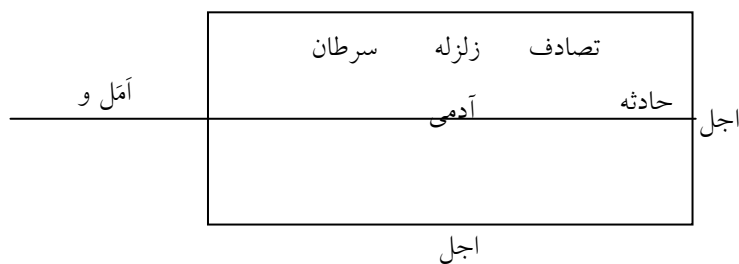 تصادف زلزله سرطان
اَمَل و
حادثه
آدمی
اجل
اجل